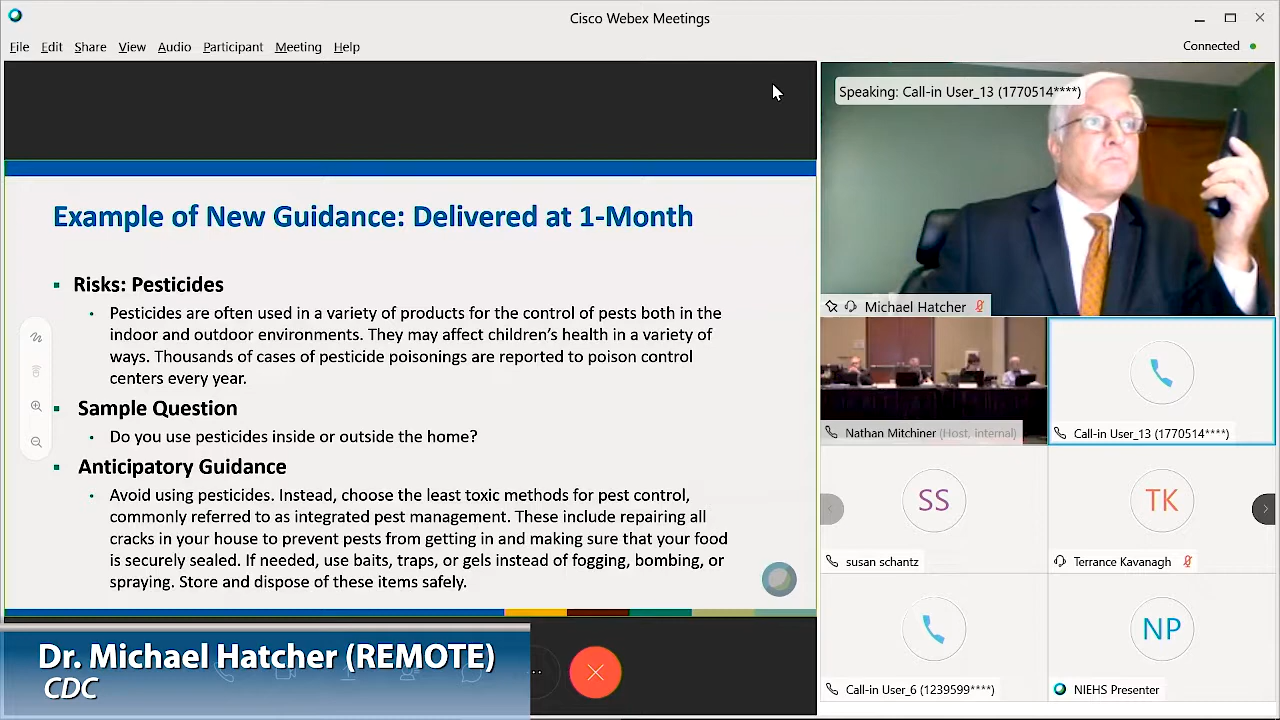 Cisco Webex Meetings
File Edit Share View Audio Participant Meeting Help
Connected
Speaking: Call-in User_13 (1770514****)
Example of New Guidance: Delivered at 1-Month
Risks: Pesticides
Pesticides are often used in a variety of products for the control of pests both in the
indoor and outdoor environments. They may affect children's health in a variety of
ways. Thousands of cases of pesticide poisonings are reported to poison control
centers every year.
Sample Question
Do you use pesticides inside or outside the home?
Anticipatory Guidance
Avoid using pesticides. Instead, choose the least toxic methods for pest control,
commonly referred to as integrated pest management. These include repairing all
cracks in your house to prevent pests from getting in and making sure that your food
is securely sealed. If needed, use baits, traps, or gels instead of fogging, bombing, or
spraying. Store and dispose of these items safely.
Michael Hatcher
Nathan Mitchiner (Host, internal)
Call-in User_13 (1770514****)
SS
susan schantz
TK
Terrance Kavanagh
Call-in User_6 (1239599****)
NP
NIEHS Presenter
Dr. Michael Hatcher (REMOTE)
CDC